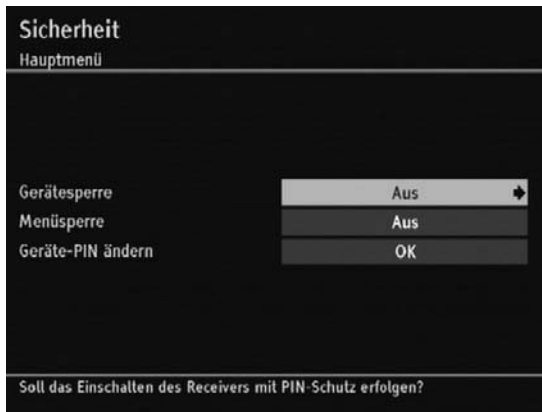 Sicherheit
Hauptmenü
Gerätesperre Aus
Menüsperre Aus
Geräte-PIN ändern OK
Soll das Einschalten des Receivers mit PIN-Schutz erfolgen?